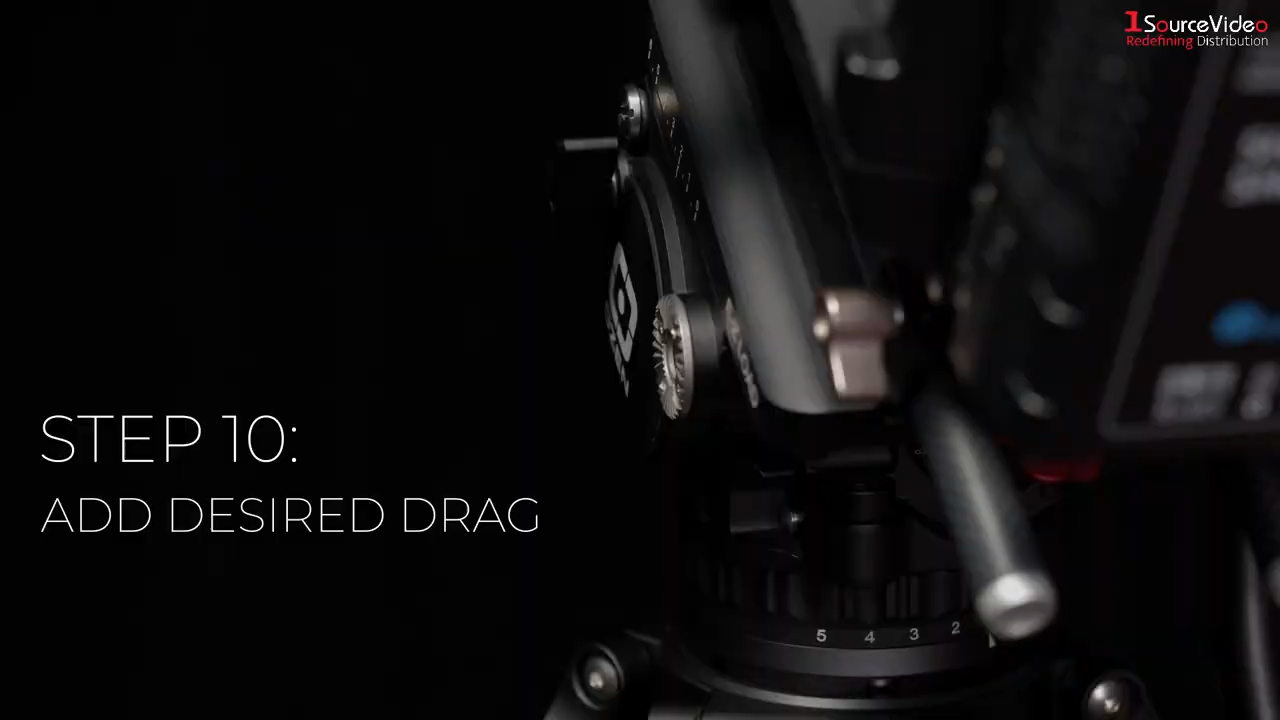 1SourceVideo
Redefining Distribution
STEP 10:
ADD DESIRED DRAG
5 4 3 2